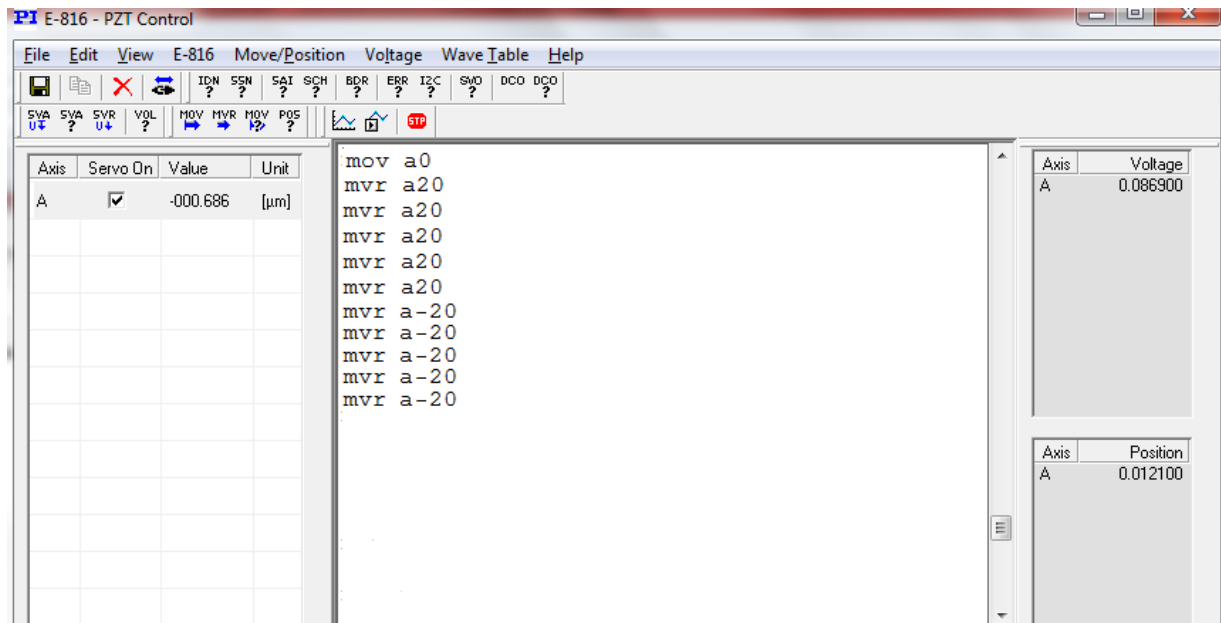 PI E-816 - PZT Control
File Edit View E-816 Move/Position Voltage Wave Table Help
IDN ? SSN ? SAI ? SCH ? BDR ? ERR ? I2C ? SVO ? DCO DCO ?
SVA SVA ? SVR VOL ? MOV MVR MOV ? POS ? STP
Axis Servo On Value Unit
A -000.686 [µm]
mov a0
mvr a20
mvr a20
mvr a20
mvr a20
mvr a20
mvr a-20
mvr a-20
mvr a-20
mvr a-20
mvr a-20
Axis Voltage
A 0.086900
Axis Position
A 0.012100